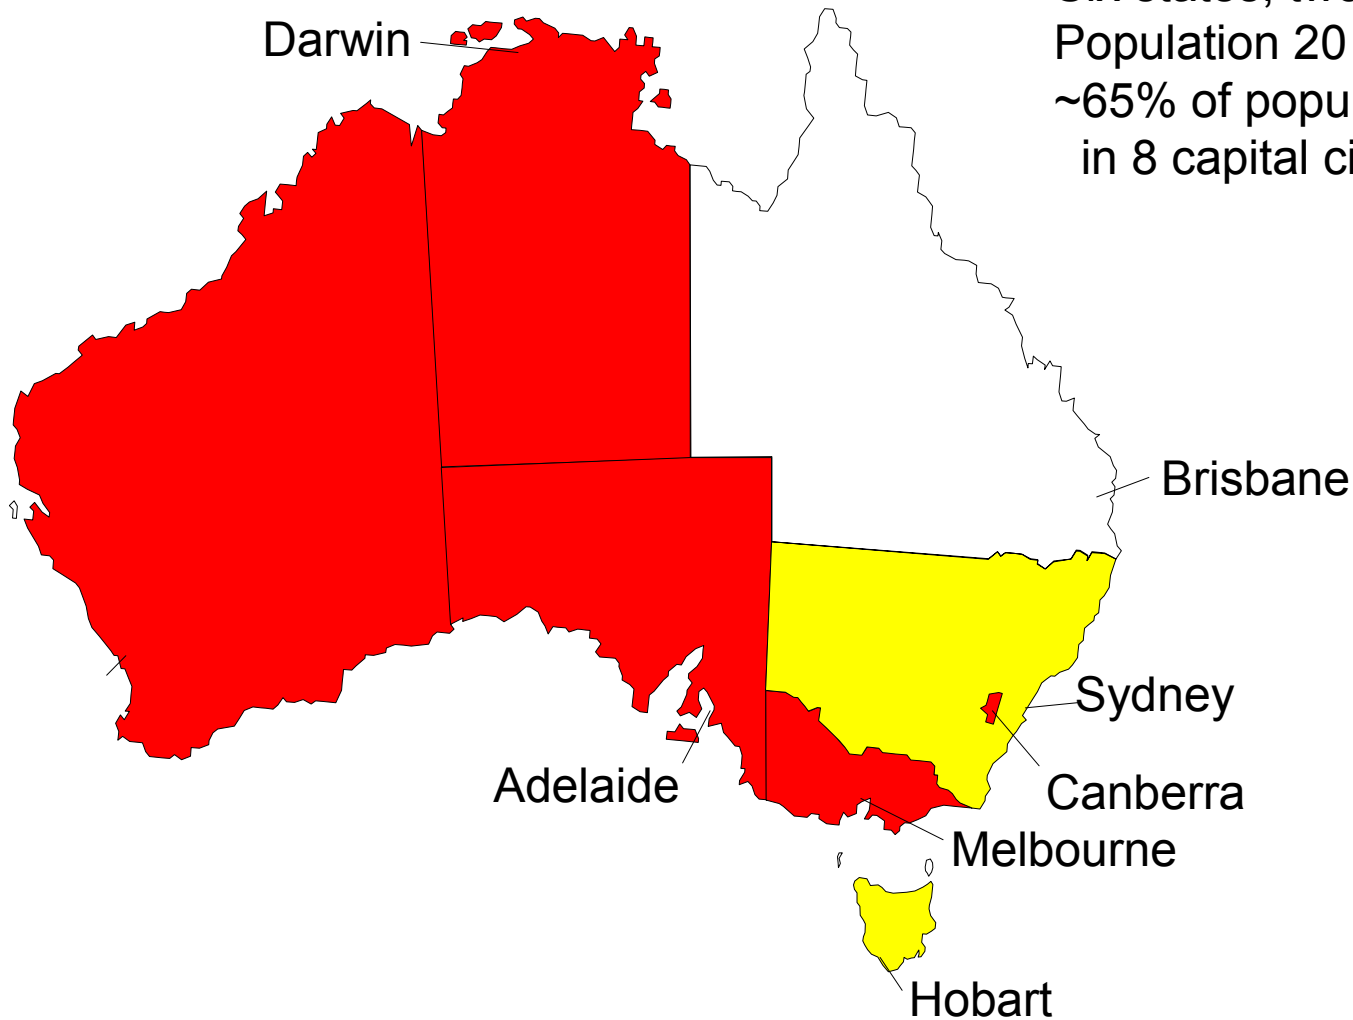 Darwin
Population 20
~65% of popu
in 8 capital ci
Brisbane
Sydney
Adelaide
Canberra
Melbourne
Hobart